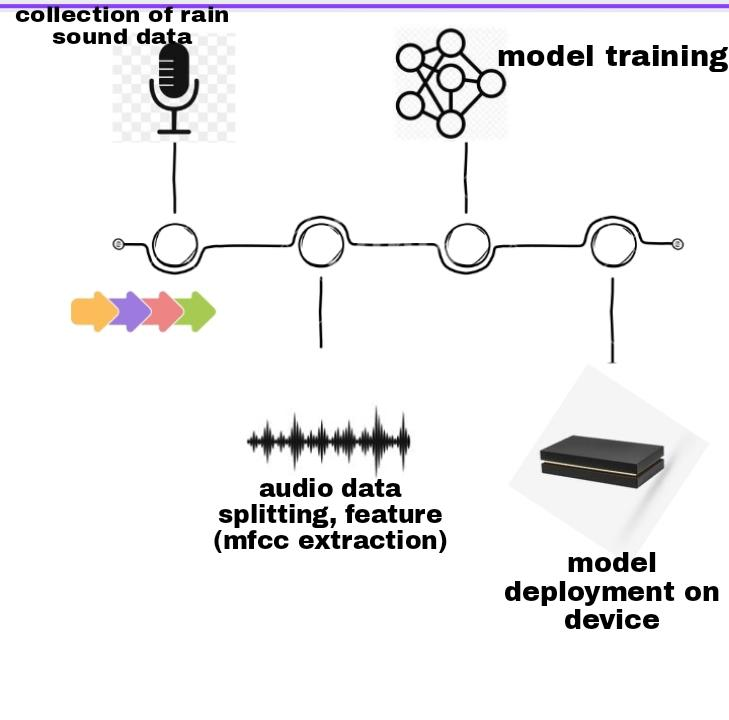 collection of rain
sound data
model training
audio data
splitting, feature
(mfcc extraction)
model
deployment on
device